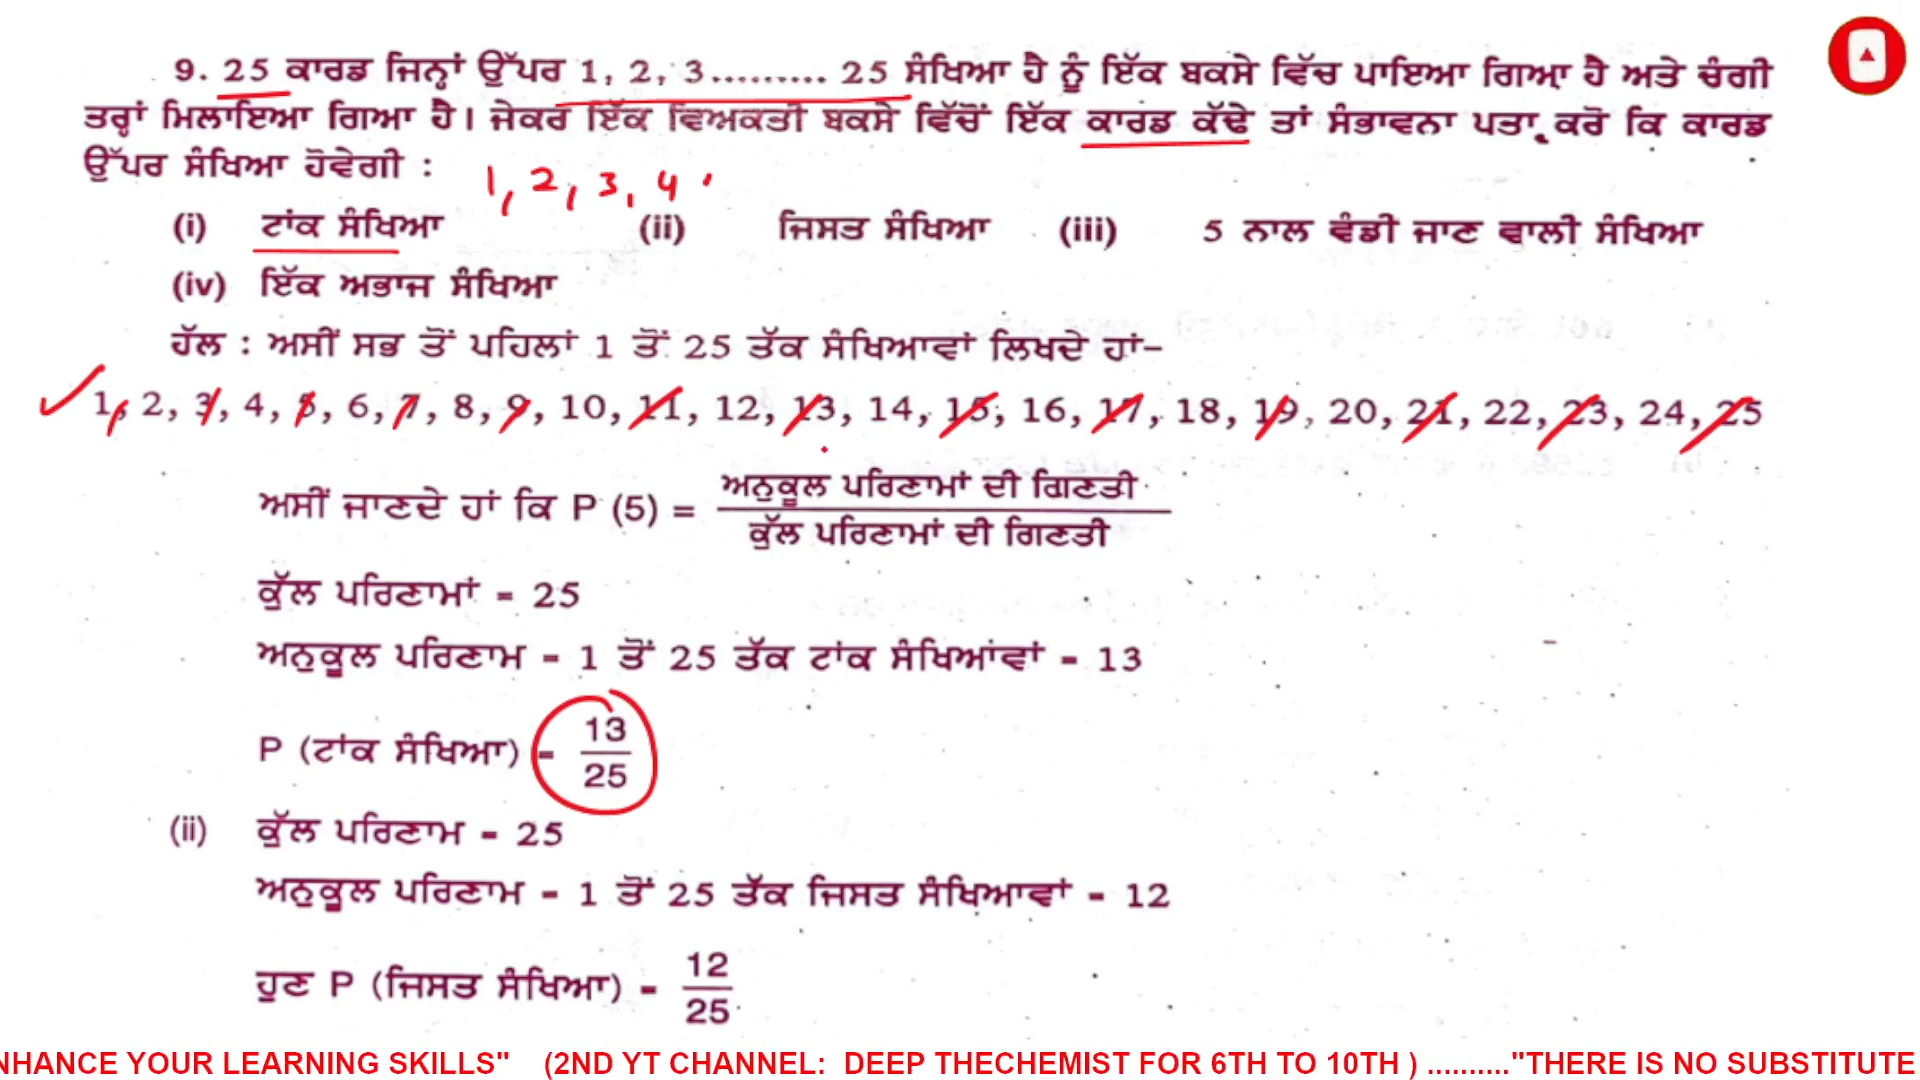 9. 25 ਕਾਰਡ ਜਿਨ੍ਹਾਂ ਉੱਪਰ 1, 2, 3......... 25 ਸੰਖਿਆ ਹੈ ਨੂੰ ਇੱਕ ਬਕਸੇ ਵਿੱਚ ਪਾਇਆ ਗਿਆ ਹੈ ਅਤੇ ਚੰਗੀ
ਤਰ੍ਹਾਂ ਮਿਲਾਇਆ ਗਿਆ ਹੈ। ਜੇਕਰ ਇੱਕ ਵਿਅਕਤੀ ਬਕਸੇ ਵਿੱਚੋਂ ਇੱਕ ਕਾਰਡ ਕੱਢੇ ਤਾਂ ਸੰਭਾਵਨਾ ਪਤਾ ਕਰੋ ਕਿ ਕਾਰਡ
ਉੱਪਰ ਸੰਖਿਆ ਹੋਵੇਗੀ :
1, 2, 3, 4
(i) ਟਾਂਕ ਸੰਖਿਆ (ii) ਜਿਸਤ ਸੰਖਿਆ (iii) 5 ਨਾਲ ਵੰਡੀ ਜਾਣ ਵਾਲੀ ਸੰਖਿਆ
(iv) ਇੱਕ ਅਭਾਜ ਸੰਖਿਆ
ਹੱਲ : ਅਸੀਂ ਸਭ ਤੋਂ ਪਹਿਲਾਂ 1 ਤੋਂ 25 ਤੱਕ ਸੰਖਿਆਵਾਂ ਲਿਖਦੇ ਹਾਂ-
1, 2, 3, 4, 5, 6, 7, 8, 9, 10, 11, 12, 13, 14, 15, 16, 17, 18, 19, 20, 21, 22, 23, 24, 25
ਅਸੀਂ ਜਾਣਦੇ ਹਾਂ ਕਿ P (5) = ਅਨੁਕੂਲ ਪਰਿਣਾਮਾਂ ਦੀ ਗਿਣਤੀ
ਕੁੱਲ ਪਰਿਣਾਮਾਂ ਦੀ ਗਿਣਤੀ
ਕੁੱਲ ਪਰਿਣਾਮਾਂ = 25
ਅਨੁਕੂਲ ਪਰਿਣਾਮ = 1 ਤੋਂ 25 ਤੱਕ ਟਾਂਕ ਸੰਖਿਆਂਵਾਂ = 13
P (ਟਾਂਕ ਸੰਖਿਆ) = 13
25
(ii) ਕੁੱਲ ਪਰਿਣਾਮ = 25
ਅਨੁਕੂਲ ਪਰਿਣਾਮ = 1 ਤੋਂ 25 ਤੱਕ ਜਿਸਤ ਸੰਖਿਆਵਾਂ = 12
ਹੁਣ P (ਜਿਸਤ ਸੰਖਿਆ) = 12
25
NHANCE YOUR LEARNING SKILLS" (2ND YT CHANNEL: DEEP THECHEMIST FOR 6TH TO 10TH ) .........."THERE IS NO SUBSTITUTE